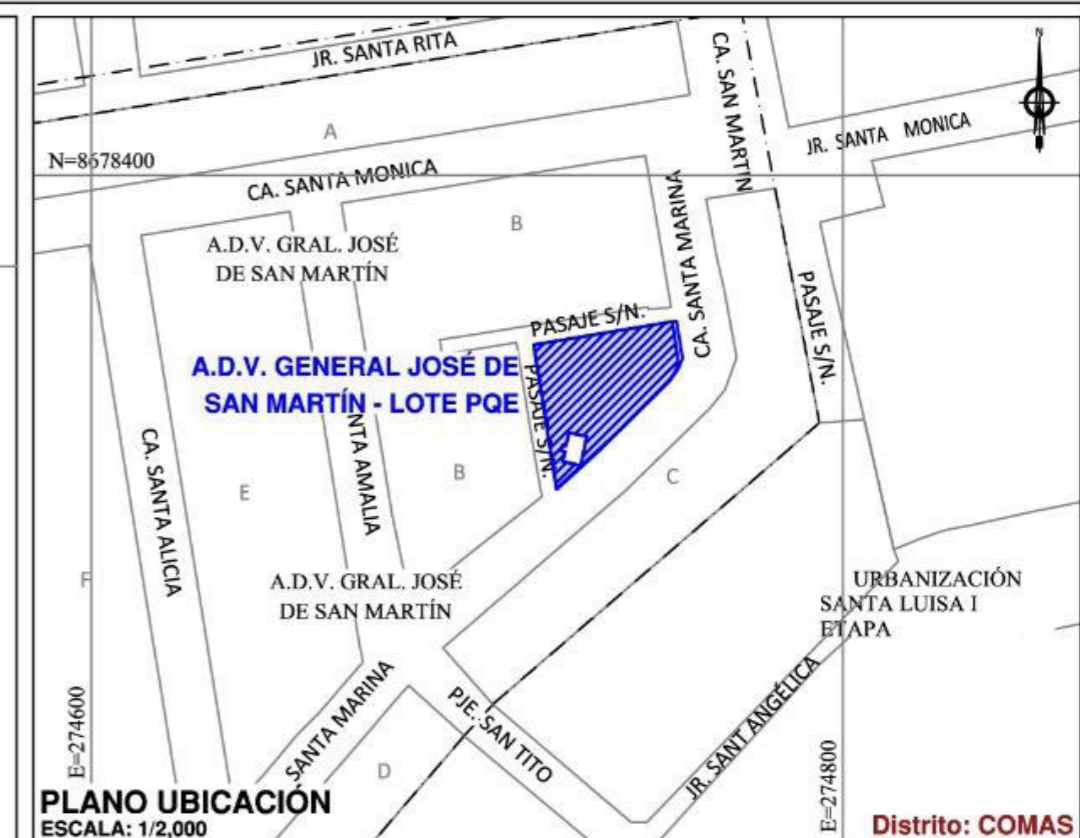 N
JR. SANTA RITA
CA. SAN MARTIN
JR. SANTA MONICA
A
N=8678400
CA. SANTA MONICA
CA. SANTA MARINA
B
A.D.V. GRAL. JOSÉ
DE SAN MARTÍN
PASAJE S/N.
PASAJE S/N.
A.D.V. GENERAL JOSÉ DE
SAN MARTÍN - LOTE PQE
PASAJE S/N.
NTA AMALIA
CA. SANTA ALICIA
E
B
C
F
A.D.V. GRAL. JOSÉ
DE SAN MARTÍN
URBANIZACIÓN
SANTA LUISA I
ETAPA
SANTA MARINA
PJE. SAN TITO
JR. SANT ANGÉLICA
E=274600
E=274800
D
PLANO UBICACIÓN
ESCALA: 1/2,000
Distrito: COMAS